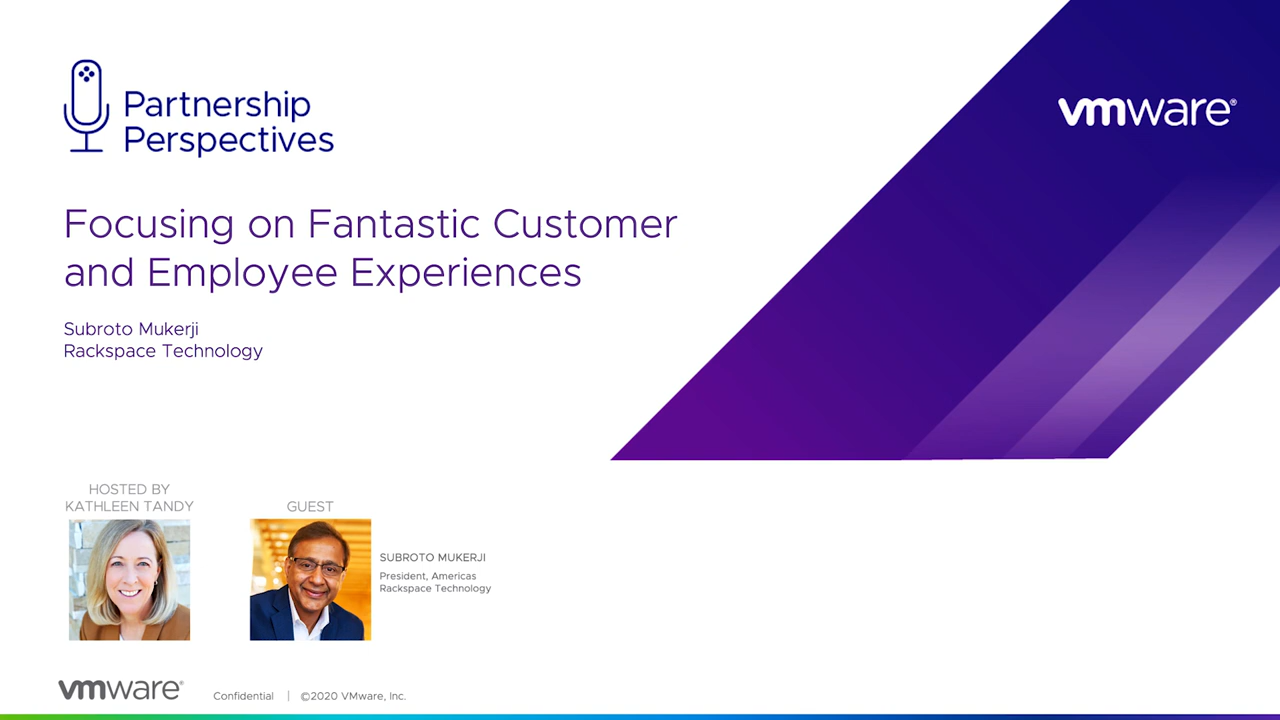 Partnership
Perspectives
vmware®
Focusing on Fantastic Customer
and Employee Experiences
Subroto Mukerji
Rackspace Technology
HOSTED BY
KATHLEEN TANDY
GUEST
SUBROTO MUKERJI
President, Americas
Rackspace Technology
vmware®
Confidential | ©2020 VMware, Inc.